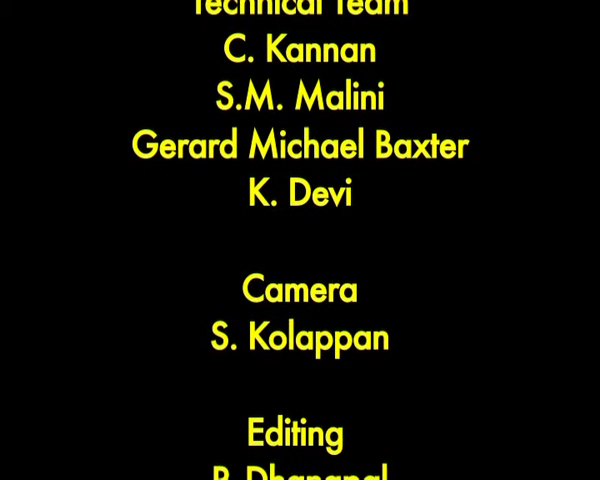 Technical Team
C. Kannan
S.M. Malini
Gerard Michael Baxter
K. Devi
Camera
S. Kolappan
Editing